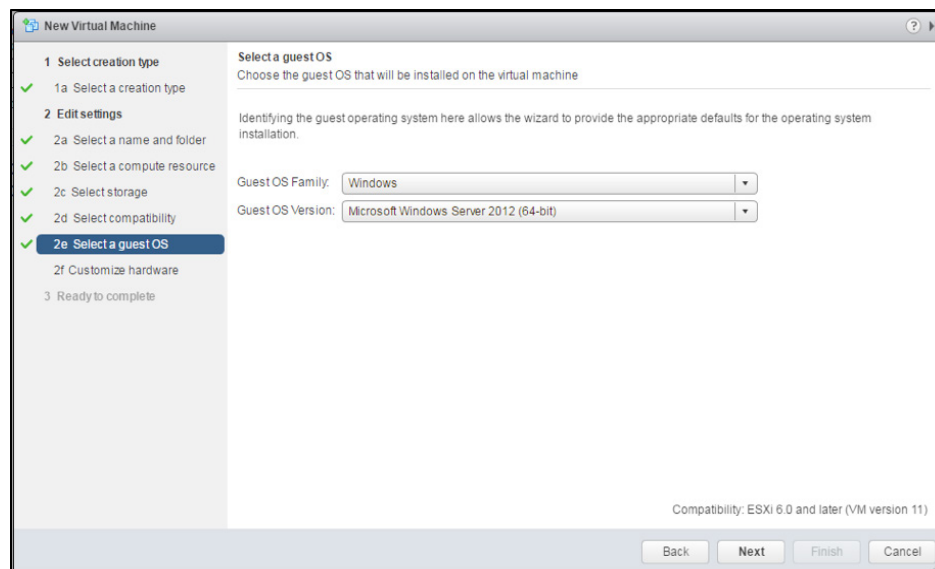 New Virtual Machine
?
1 Select creation type
1a Select a creation type
2 Edit settings
2a Select a name and folder
2b Select a compute resource
2c Select storage
2d Select compatibility
2e Select a guest OS
2f Customize hardware
3 Ready to complete
Select a guest OS
Choose the guest OS that will be installed on the virtual machine
Identifying the guest operating system here allows the wizard to provide the appropriate defaults for the operating system
installation.
Guest OS Family: Windows
Guest OS Version: Microsoft Windows Server 2012 (64-bit)
Compatibility: ESXi 6.0 and later (VM version 11)
Back Next Finish Cancel